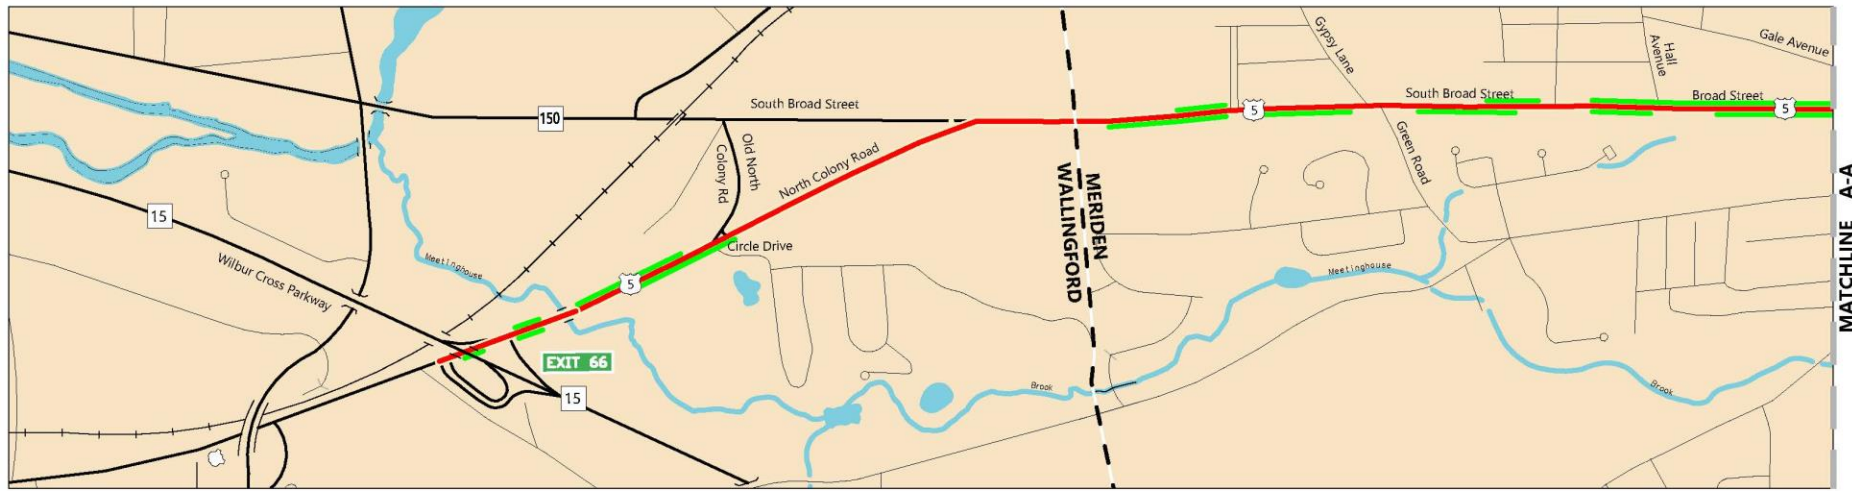 Gypsy Lane
Hall
Avenue
Gale Avenue
South Broad Street
150
South Broad Street
5
Broad Street
5
Old North
Colony Rd
North Colony Road
Green Road
MERIDEN
WALLINGFORD
15
Wilbur Cross Parkway
Meetinghouse
Circle Drive
5
Meetinghouse
EXIT 66
15
Brook
Brook
MATCHLINE A-A